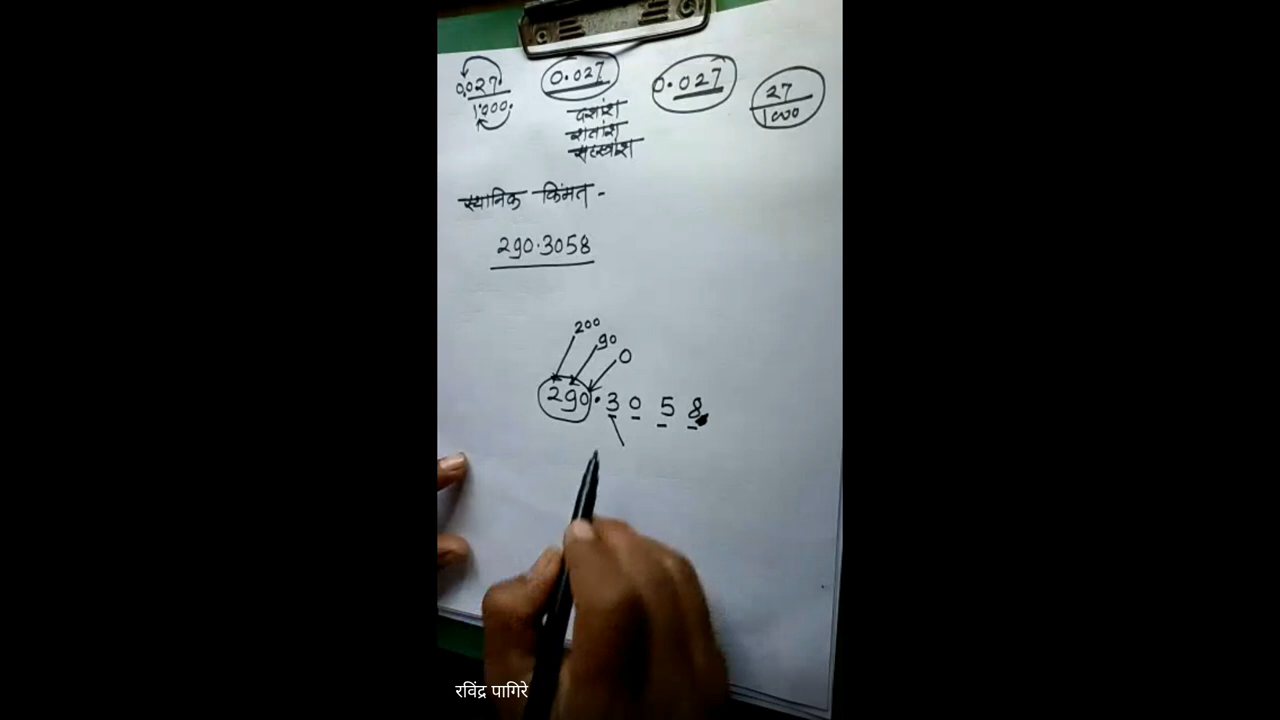 0.027. 0.027 0.027 27
1000. 1000
दशांश
शतांश
सहस्त्रांश
स्थानिक किंमत -
290.3058
200
90
0
290.3058
रविंद्र पागिरे